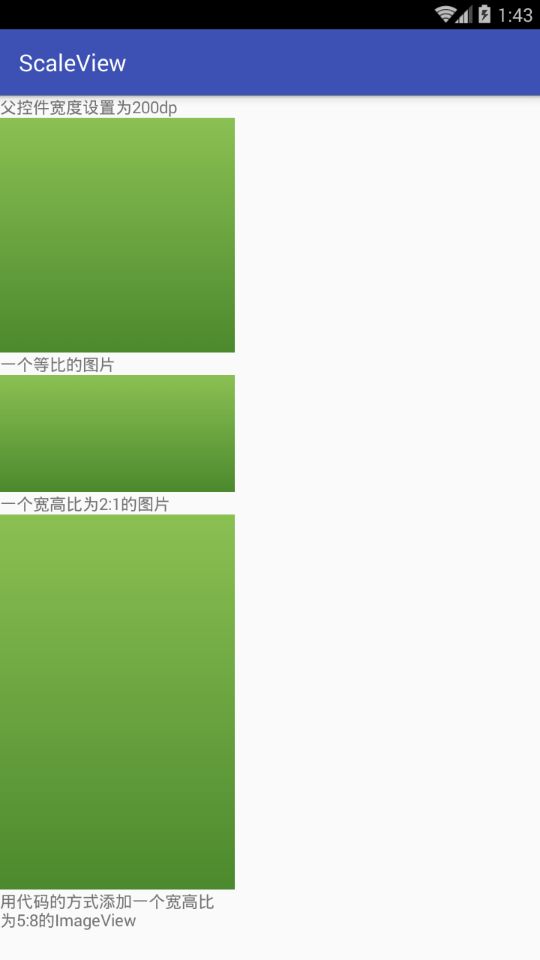 1:43
ScaleView
父控件宽度设置为200dp
一个等比的图片
一个宽高比为2:1的图片
用代码的方式添加一个宽高比
为5:8的ImageView